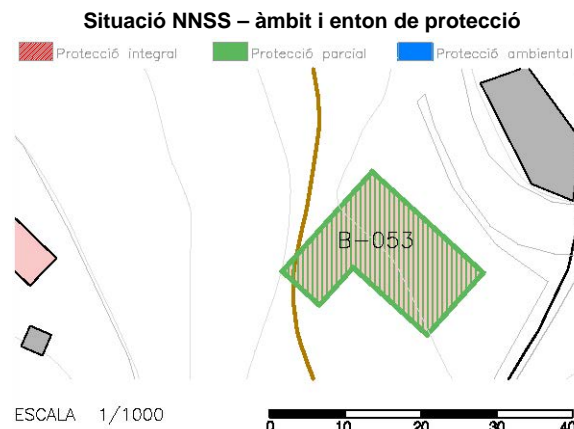 Situació NNSS – àmbit i enton de protecció
Protecció integral Protecció parcial Protecció ambiental
B-053
ESCALA 1/1000
0 10 20 30 40